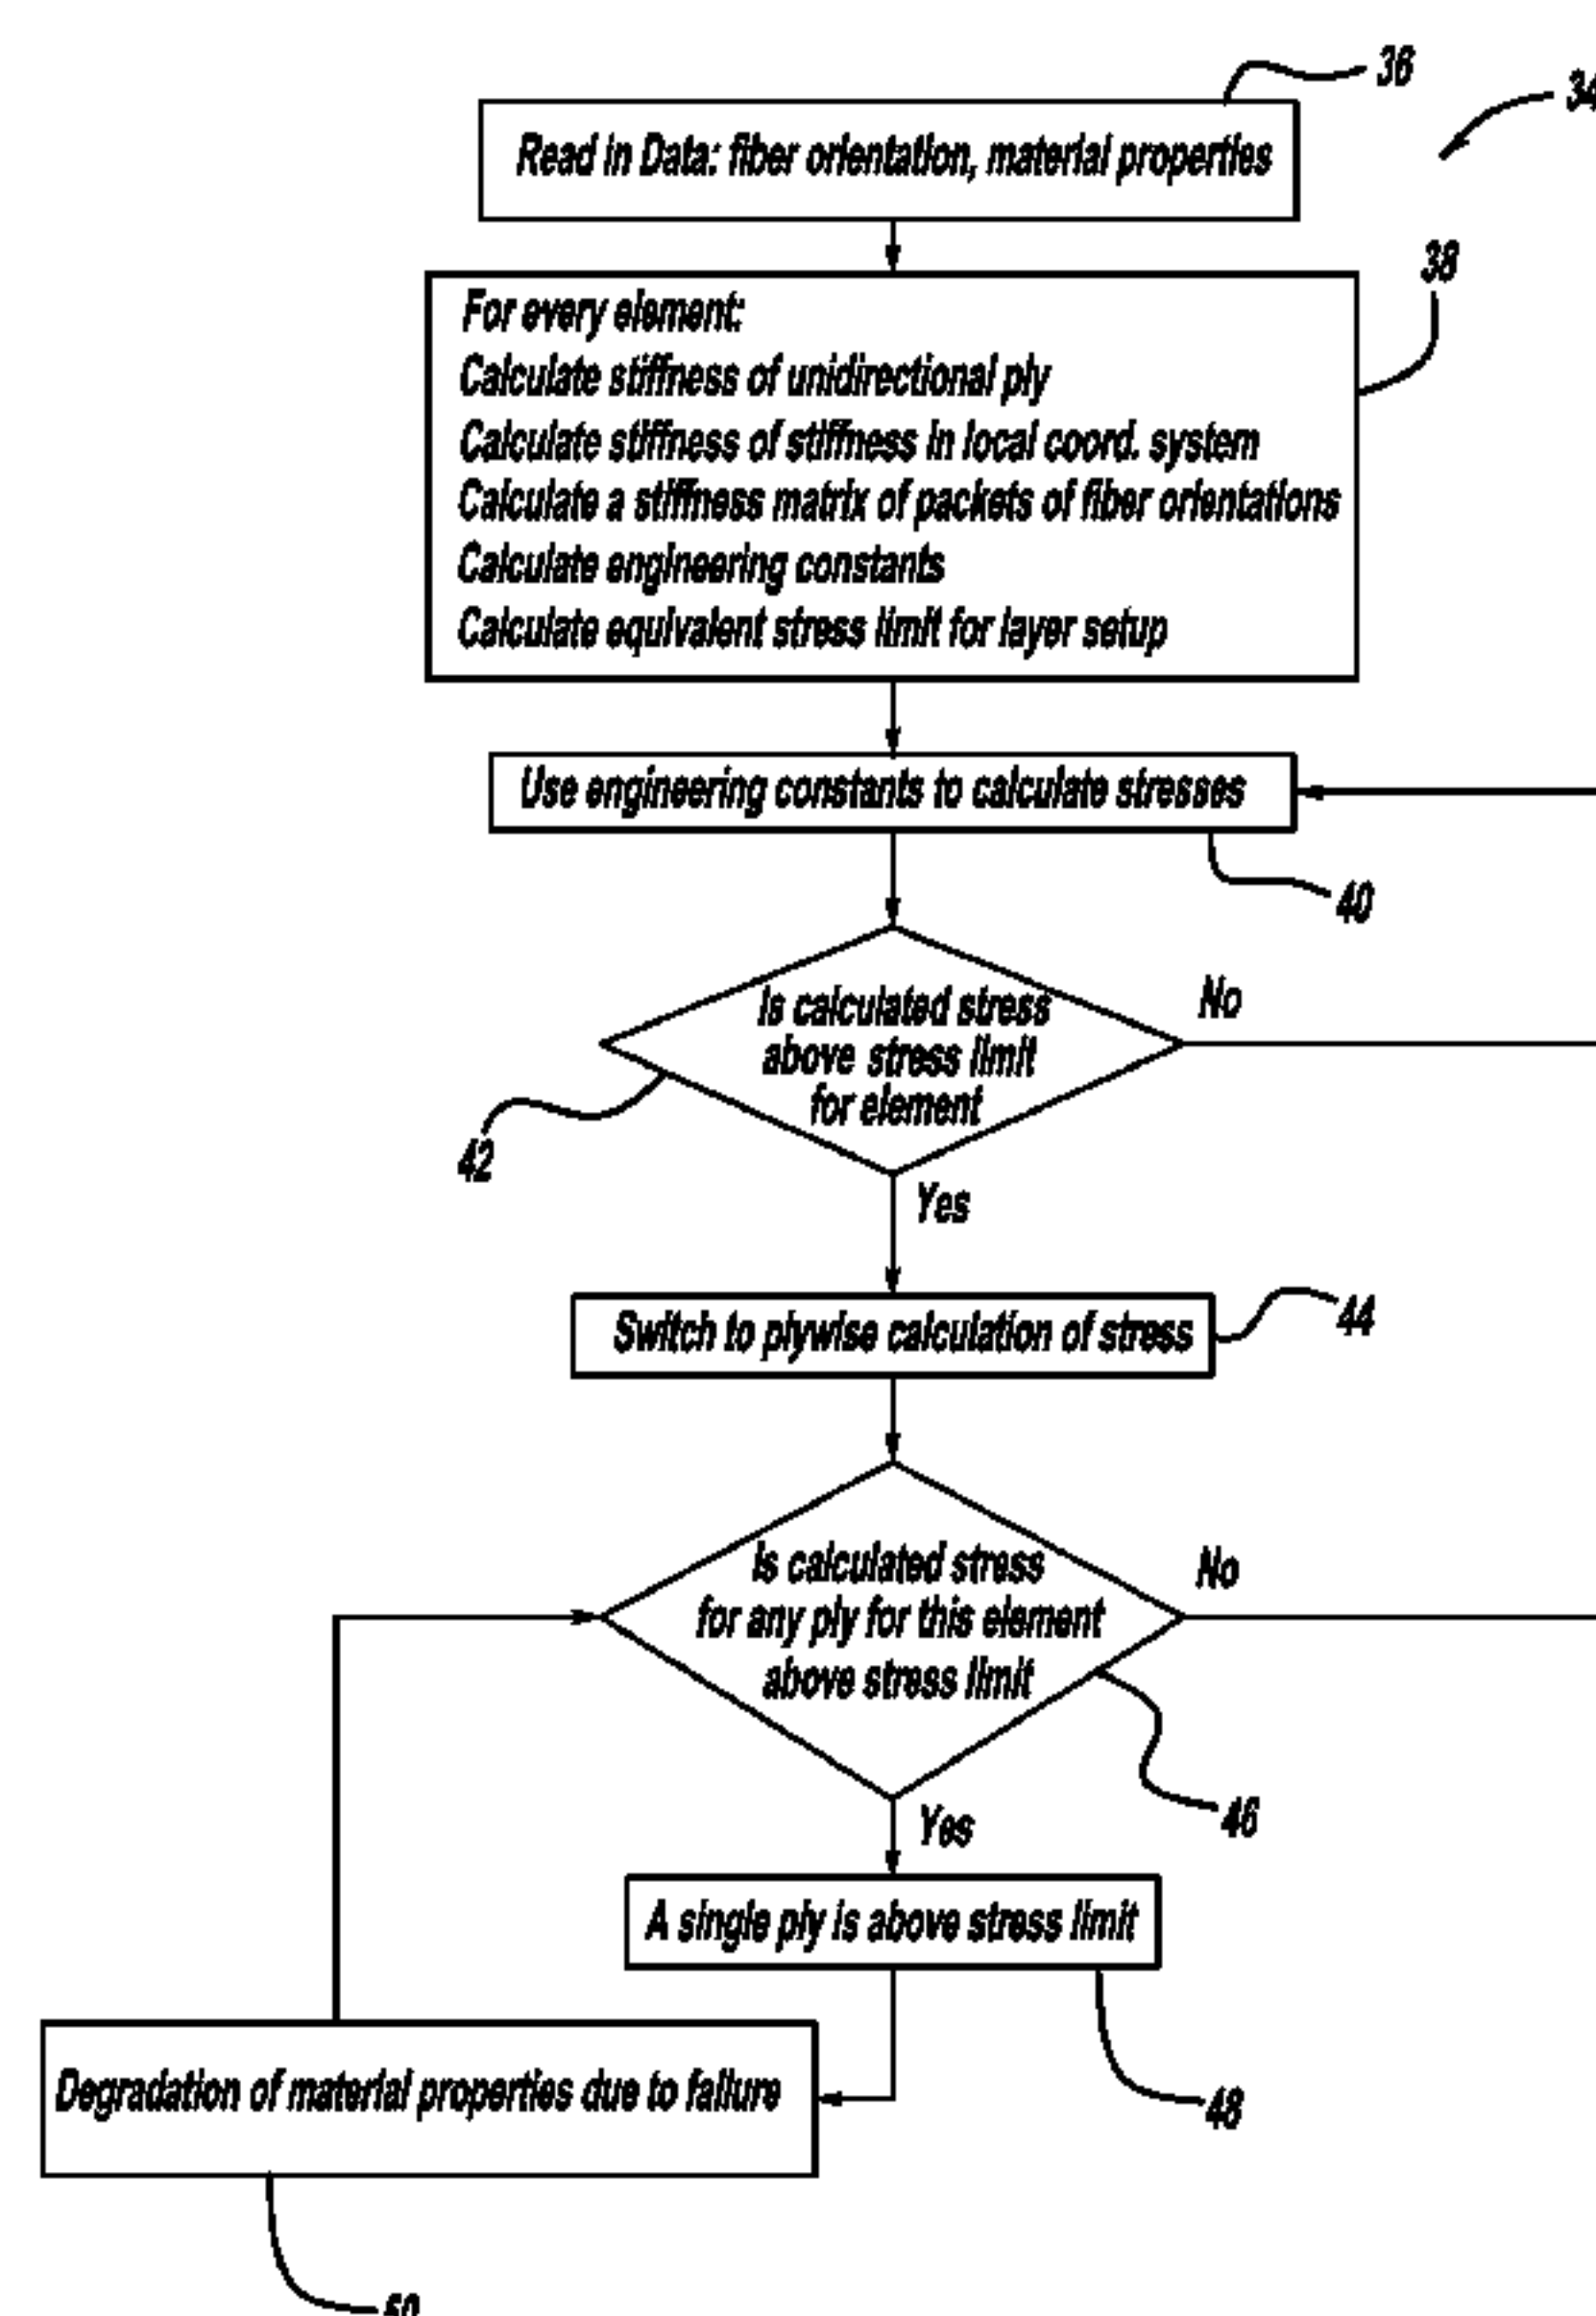 36
34
Read in Data: fiber orientation, material properties
38
For every element:
Calculate stiffness of unidirectional ply
Calculate stiffness of stiffness in local coord. system
Calculate a stiffness matrix of packets of fiber orientations
Calculate engineering constants
Calculate equivalent stress limit for layer setup
Use engineering constants to calculate stresses
40
No
Is calculated stress
above stress limit
for element
42
Yes
44
Switch to plywise calculation of stress
No
Is calculated stress
for any ply for this element
above stress limit
46
Yes
A single ply is above stress limit
Degradation of material properties due to failure
48